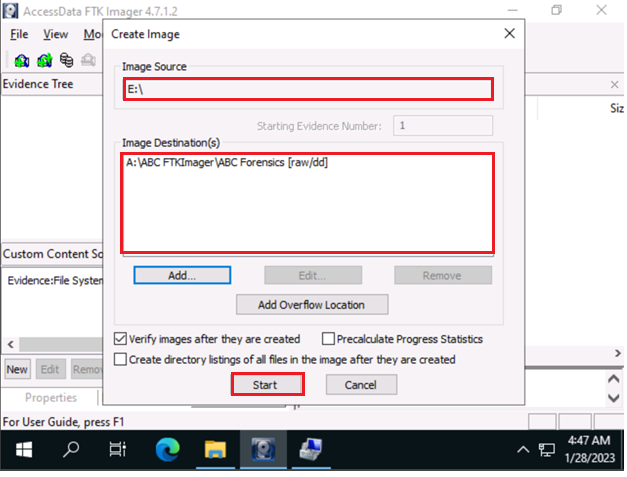 AccessData FTK Imager 4.7.1.2
File View Mo
Create Image
Evidence Tree
Image Source
E:\
Siz
Starting Evidence Number: 1
Image Destination(s)
A:\ABC FTKImager\ABC Forensics [raw/dd]
Custom Content So
Evidence:File System
Add... Edit... Remove
Add Overflow Location
Verify images after they are created Precalculate Progress Statistics
Create directory listings of all files in the image after they are created
New Edit Remov
Start Cancel
Properties
For User Guide, press F1
4:47 AM
1/28/2023